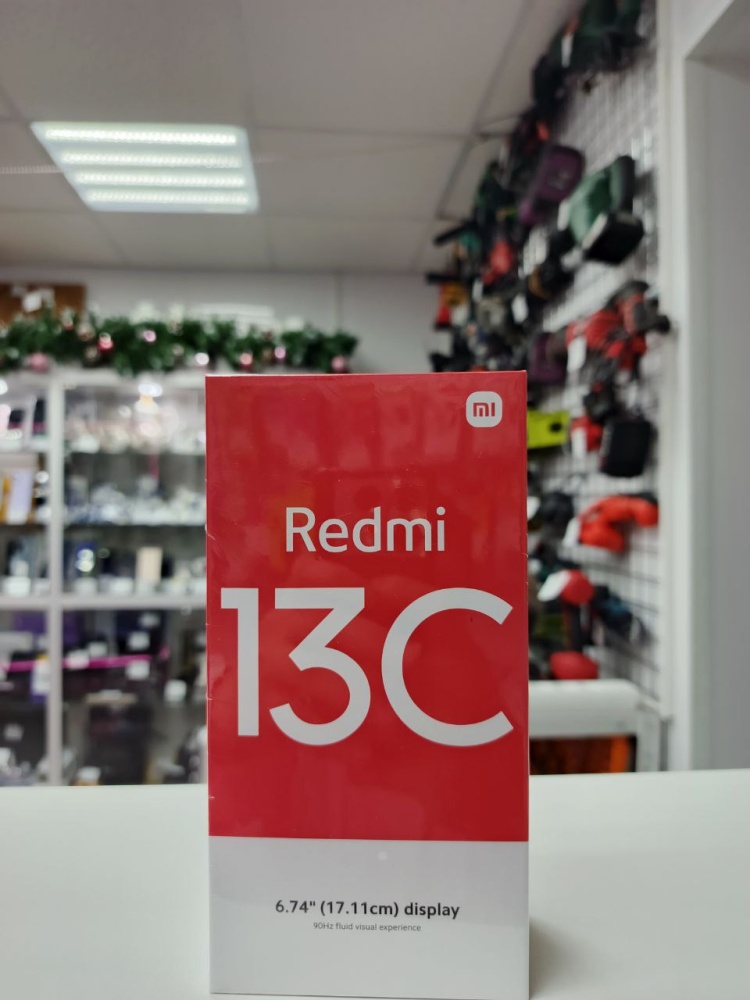 mi
Redmi
13C
6.74" (17.11cm) display
90Hz fluid visual experience